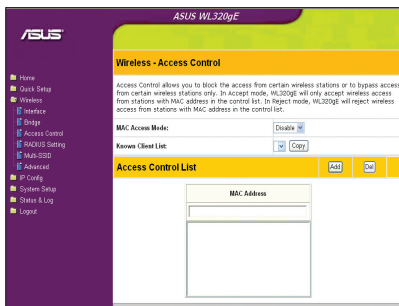 ASUS WL320gE
ASUS
Home
Quick Setup
Wireless
Interface
Bridge
Access Control
RADIUS Setting
Multi-SSID
Advanced
IP Config
System Setup
Status & Log
Logout
Wireless - Access Control
Access Control allows you to block the access from certain wireless stations or to bypass access
from certain wireless stations only. In Accept mode, WL320gE will only accept wireless access
from stations with MAC address in the control list. In Reject mode, WL320gE will reject wireless
access from stations with MAC address in the control list.
MAC Access Mode: Disable
Known Client List: Copy
Access Control List Add Del
MAC Address